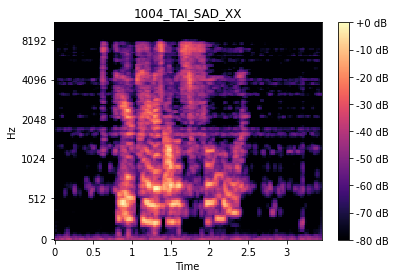 1004_TAI_SAD_XX
8192
4096
2048
1024
512
0
Hz
0 0.5 1 1.5 2 2.5 3
Time
+0 dB
-10 dB
-20 dB
-30 dB
-40 dB
-50 dB
-60 dB
-70 dB
-80 dB